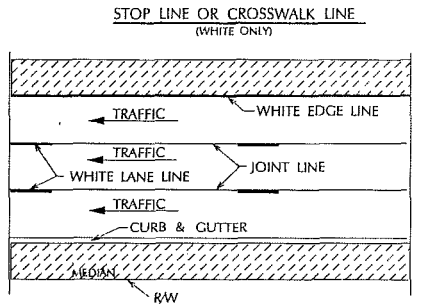 STOP LINE OR CROSSWALK LINE
(WHITE ONLY)
WHITE EDGE LINE
TRAFFIC
TRAFFIC
JOINT LINE
WHITE LANE LINE
TRAFFIC
CURB & GUTTER
MEDIAN
R/W